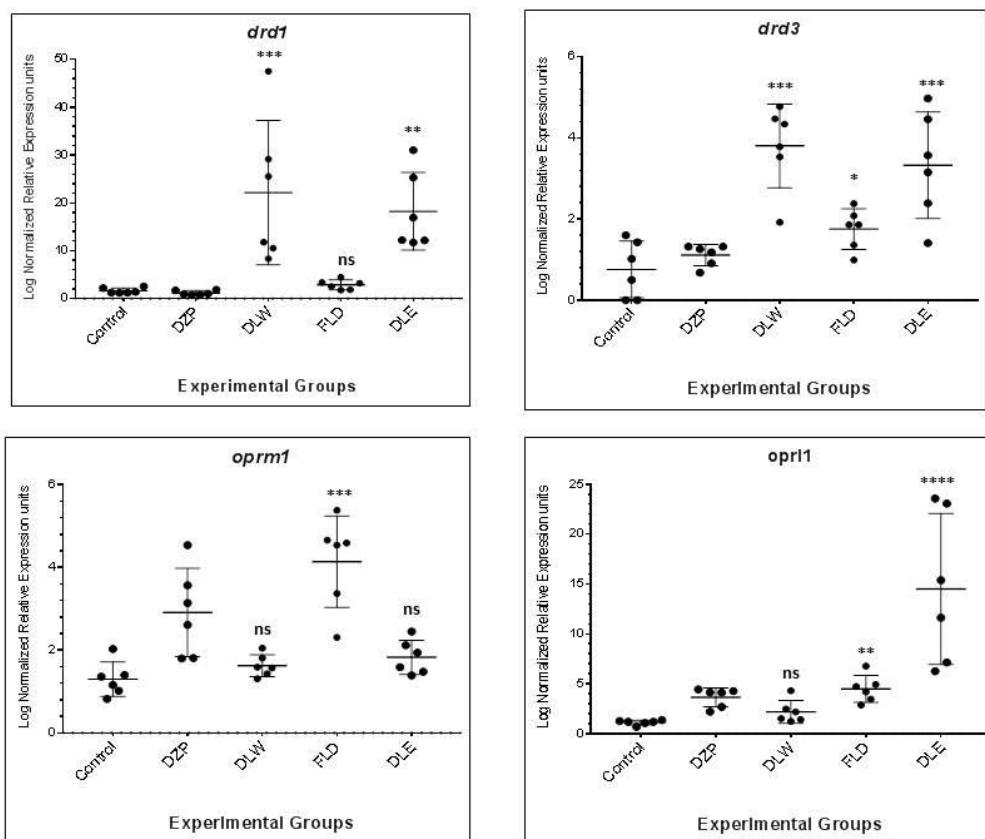 drd1
Log Normalized Relative Expression units
50
40
30
20
10
0
***
ns
**
Control
DZP
DLW
FLD
DLE
Experimental Groups
drd3
Log Normalized Relative Expression units
6
4
2
0
***
*
***
Control
DZP
DLW
FLD
DLE
Experimental Groups
oprm1
Log Normalized Relative Expression units
6
4
2
0
ns
***
ns
Control
DZP
DLW
FLD
DLE
Experimental Groups
oprl1
Log Normalized Relative Expression units
25
20
15
10
5
0
ns
**
****
Control
DZP
DLW
FLD
DLE
Experimental Groups